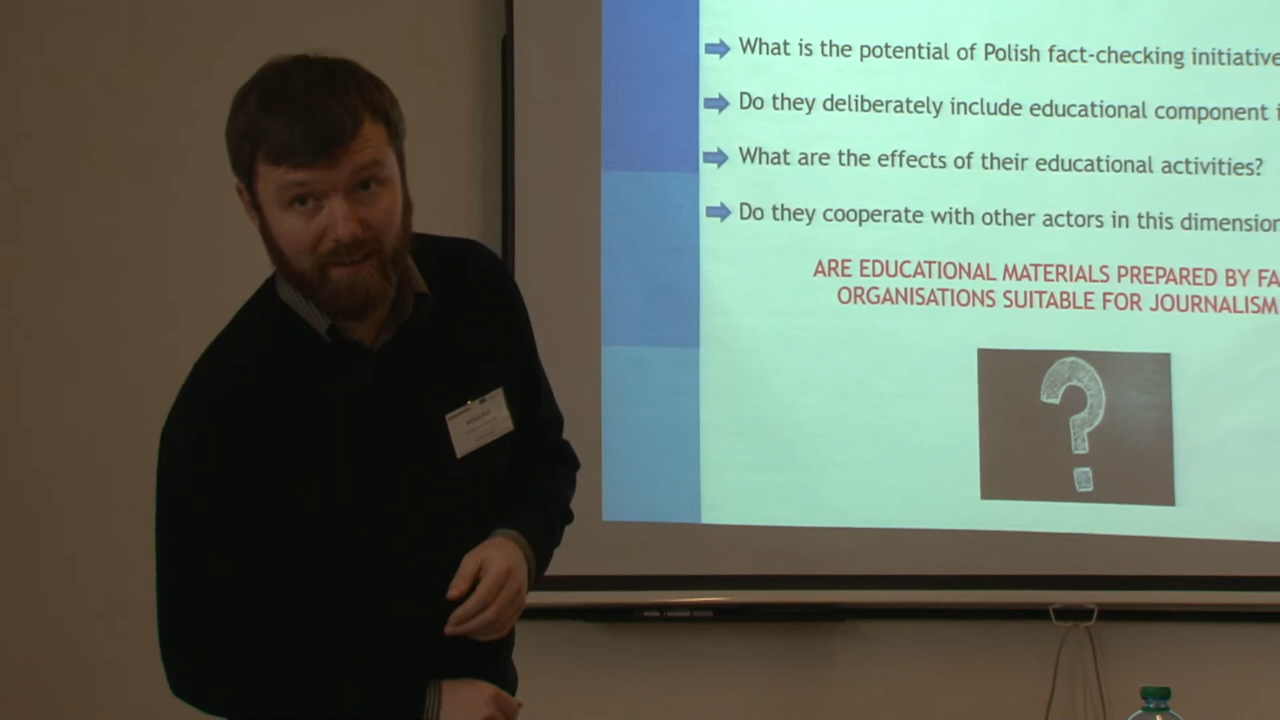 What is the potential of Polish fact-checking initiative
Do they deliberately include educational component i
What are the effects of their educational activities?
Do they cooperate with other actors in this dimension
ARE EDUCATIONAL MATERIALS PREPARED BY FA
ORGANISATIONS SUITABLE FOR JOURNALISM
?